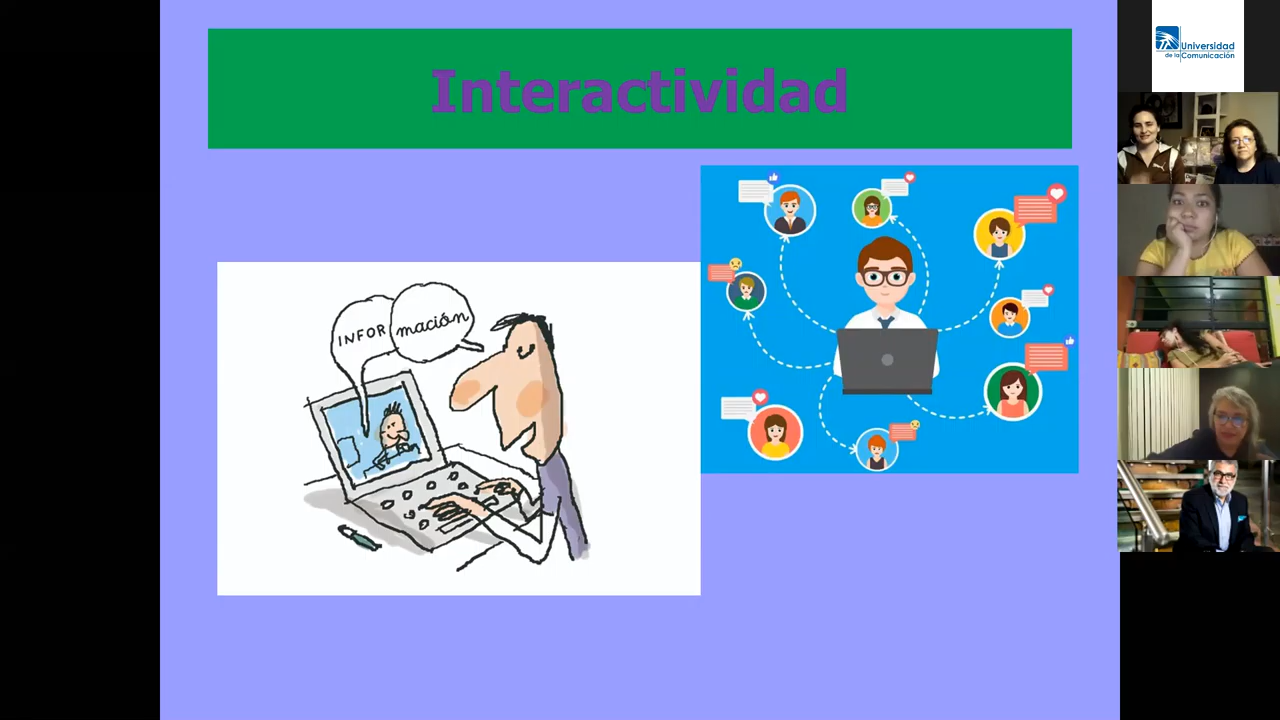 Interactividad
INFOR
mación
Universidad
de la Comunicación